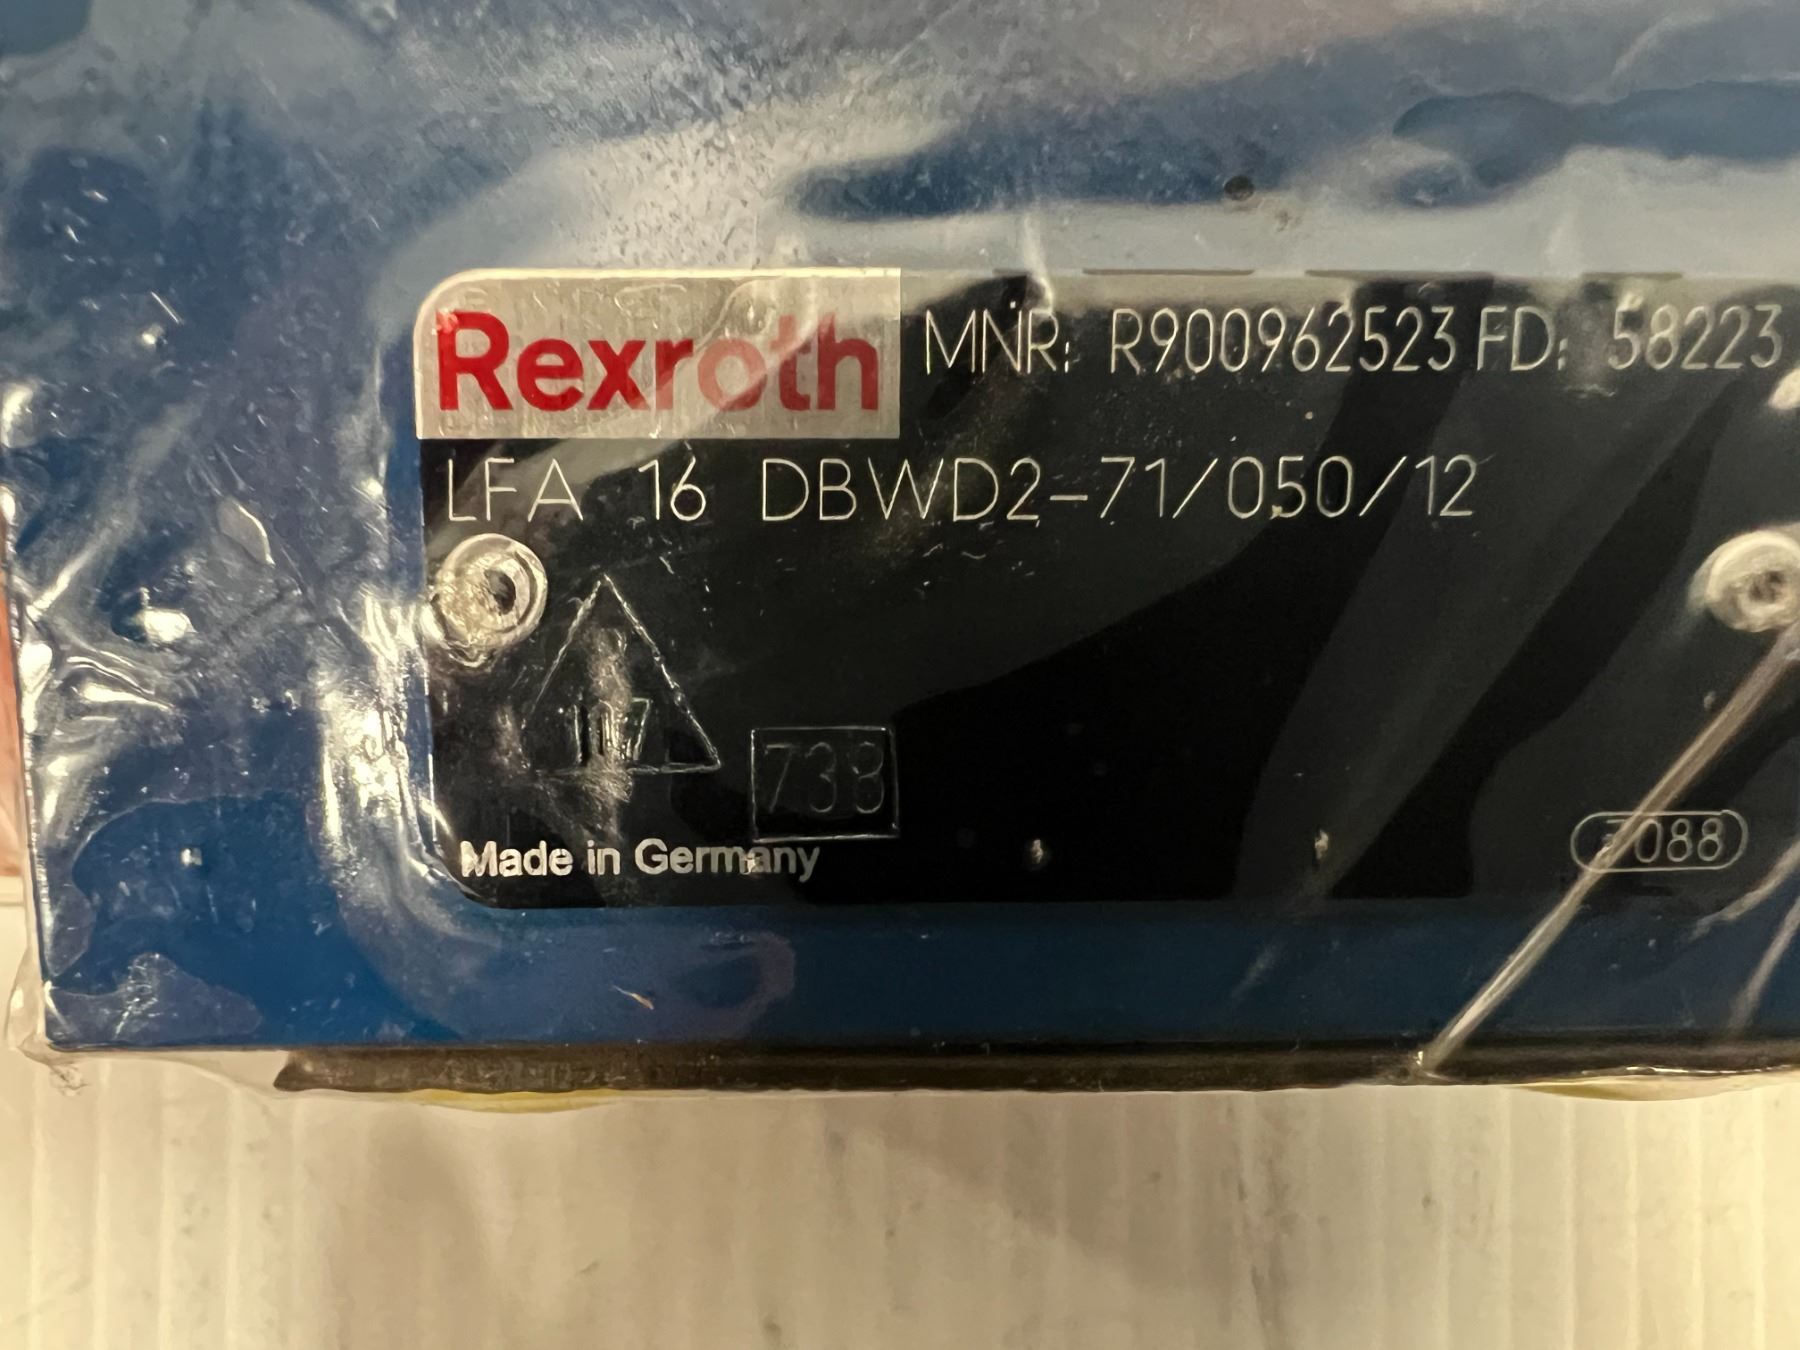 Rexroth MNR: R900962523 FD: 58223
LFA 16 DBWD2-71/050/12
738
Made in Germany